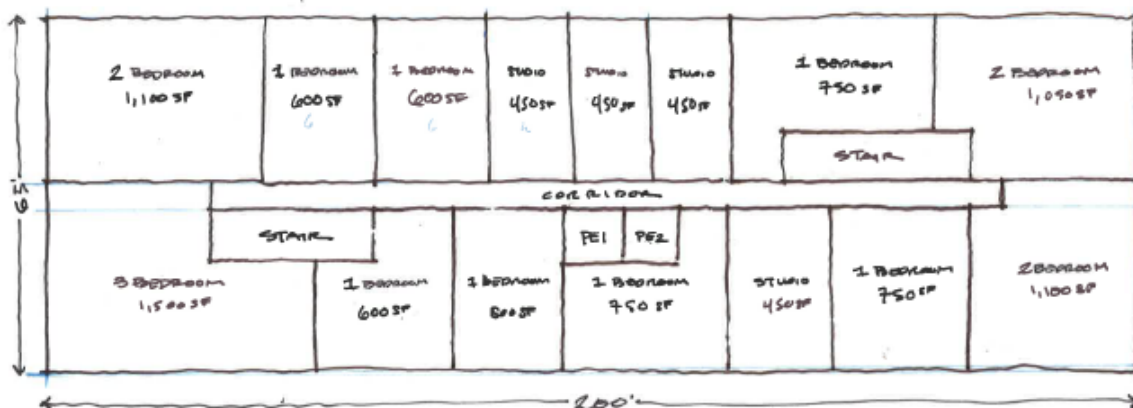 2 BEDROOM
1,100 SF
1 BEDROOM
600 SF
1 BEDROOM
600 SF
STUDIO
450 SF
STUDIO
450 SF
STUDIO
450 SF
1 BEDROOM
750 SF
2 BEDROOM
1,050 SF
STAIR
65'
CORRIDOR
STAIR
PE1
PE2
3 BEDROOM
1,500 SF
1 BEDROOM
600 SF
1 BEDROOM
600 SF
1 BEDROOM
750 SF
STUDIO
450 SF
1 BEDROOM
750 SF
2 BEDROOM
1,100 SF
200'